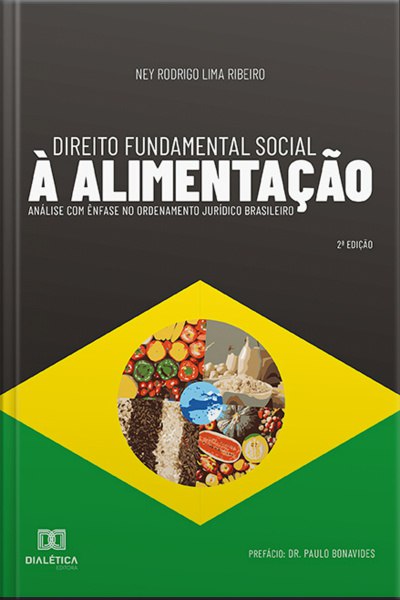 NEY RODRIGO LIMA RIBEIRO
DIREITO FUNDAMENTAL SOCIAL
À ALIMENTAÇÃO
ANÁLISE COM ÊNFASE NO ORDENAMENTO JURÍDICO BRASILEIRO
2ª EDIÇÃO
DIALÉTICA
EDITORA
PREFÁCIO: DR. PAULO BONAVIDES